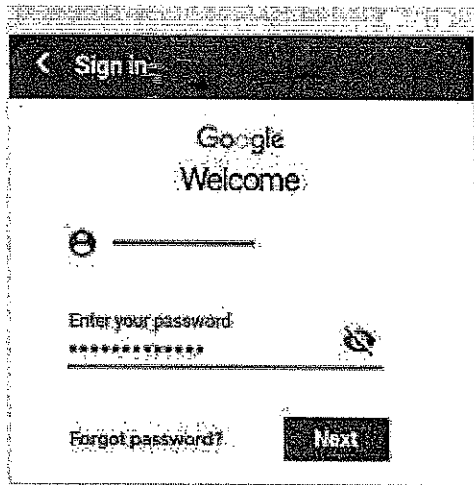 Sign in
Google
Welcome
Enter your password
•••••••••••••
Forgot password?
Next